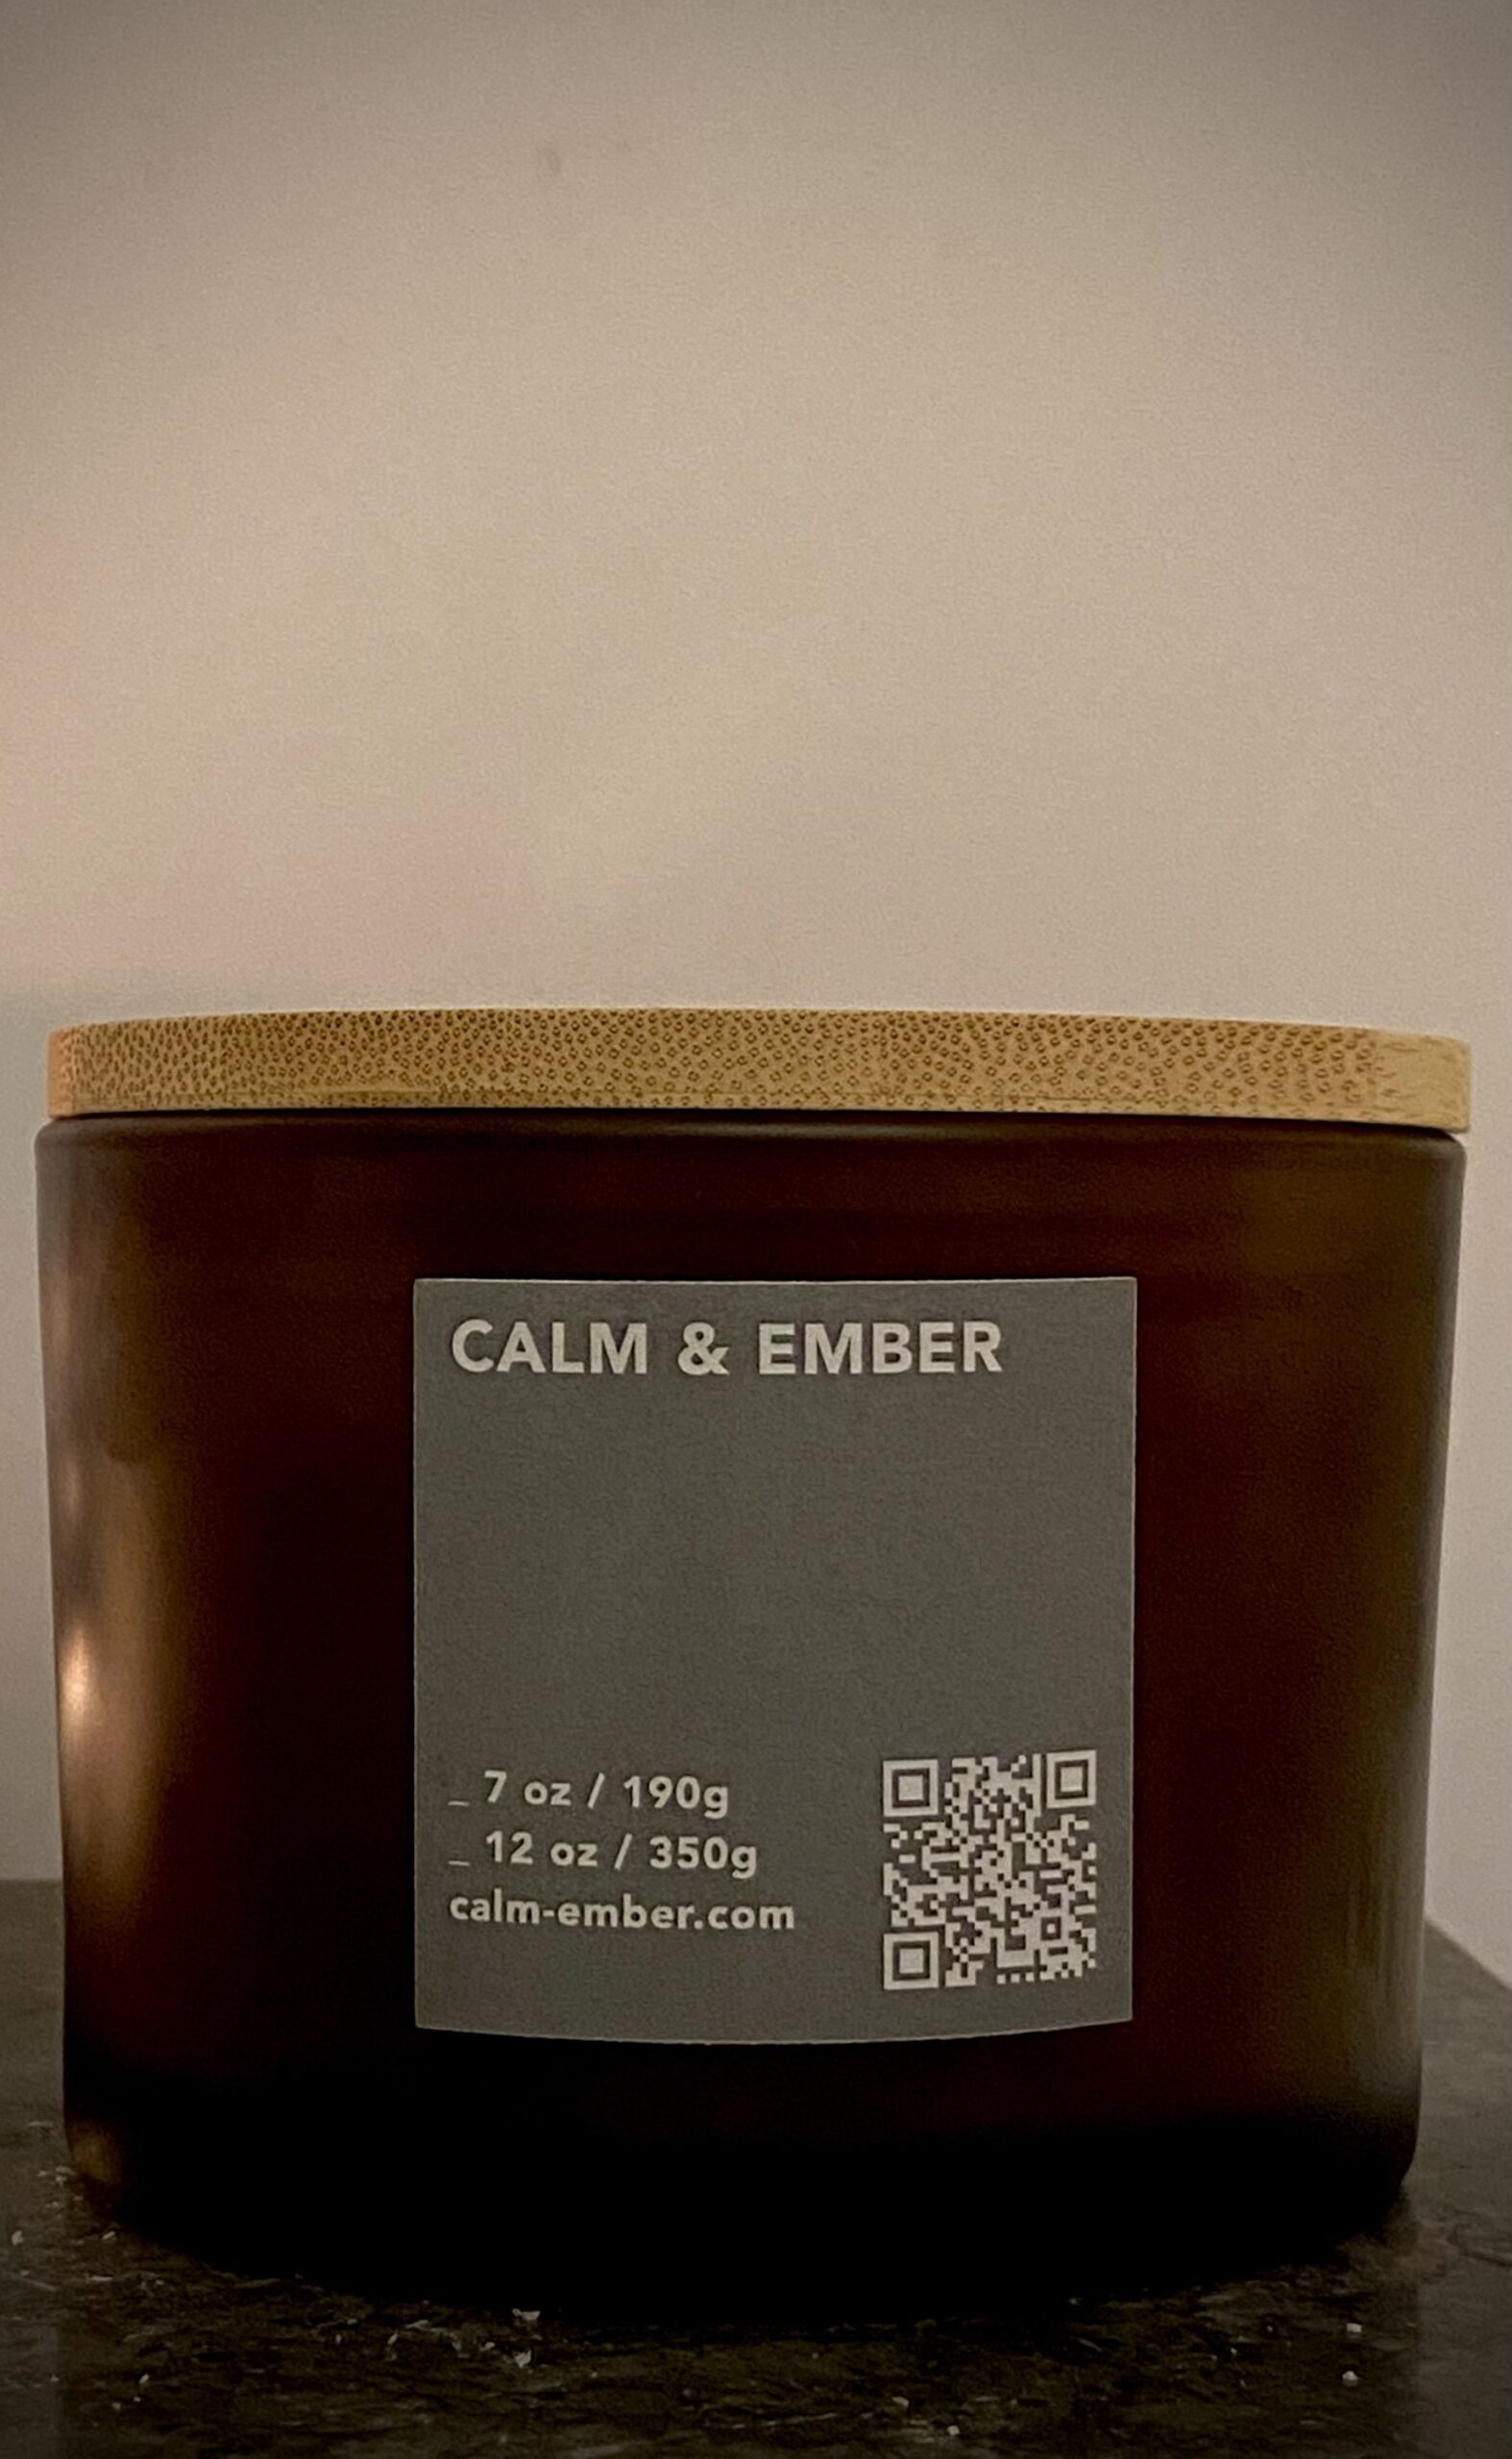 CALM & EMBER
_ 7 oz / 190g
_ 12 oz / 350g
calm-ember.com